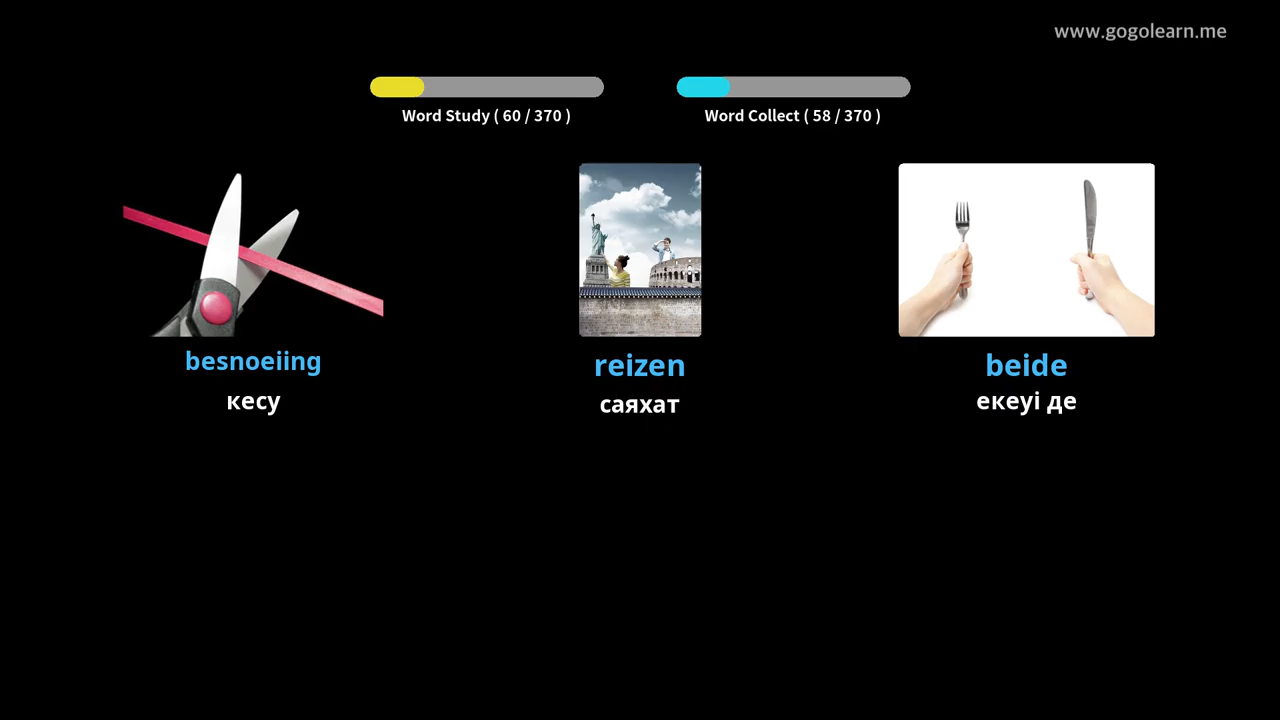 www.gogolearn.me
Word Study ( 60 / 370 )
Word Collect ( 58 / 370 )
besnoeiing
кесу
reizen
саяхат
beide
екеуі де